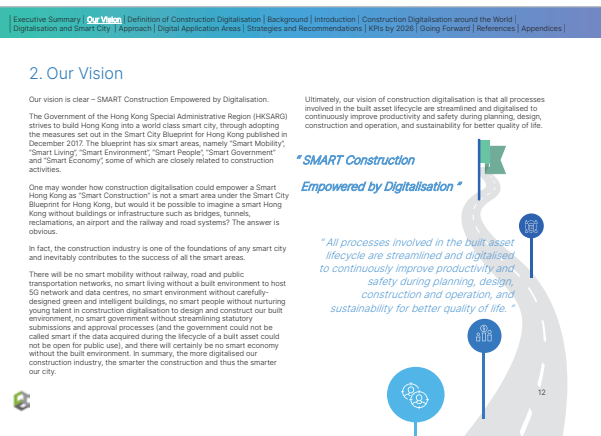 | Executive Summary | Our Vision | Definition of Construction Digitalisation | Background | Introduction | Construction Digitalisation around the World |
| Digitalisation and Smart City | Approach | Digital Application Areas | Strategies and Recommendations | KPIs by 2026 | Going Forward | References | Appendices |
2. Our Vision
Our vision is clear – SMART Construction Empowered by Digitalisation.
The Government of the Hong Kong Special Administrative Region (HKSARG)
strives to build Hong Kong into a world class smart city, through adopting
the measures set out in the Smart City Blueprint for Hong Kong published in
December 2017. The blueprint has six smart areas, namely "Smart Mobility",
"Smart Living", "Smart Environment", "Smart People", "Smart Government"
and "Smart Economy", some of which are closely related to construction
activities.
One may wonder how construction digitalisation could empower a Smart
Hong Kong as "Smart Construction" is not a smart area under the Smart City
Blueprint for Hong Kong, but would it be possible to imagine a smart Hong
Kong without buildings or infrastructure such as bridges, tunnels,
reclamations, an airport and the railway and road systems? The answer is
obvious.
In fact, the construction industry is one of the foundations of any smart city
and inevitably contributes to the success of all the smart areas.
There will be no smart mobility without railway, road and public
transportation networks, no smart living without a built environment to host
5G network and data centres, no smart environment without carefully-
designed green and intelligent buildings, no smart people without nurturing
young talent in construction digitalisation to design and construct our built
environment, no smart government without streamlining statutory
submissions and approval processes (and the government could not be
called smart if the data acquired during the lifecycle of a built asset could
not be open for public use), and there will certainly be no smart economy
without the built environment. In summary, the more digitalised our
construction industry, the smarter the construction and thus the smarter
our city.
Ultimately, our vision of construction digitalisation is that all processes
involved in the built asset lifecycle are streamlined and digitalised to
continuously improve productivity and safety during planning, design,
construction and operation, and sustainability for better quality of life.
" SMART Construction
Empowered by Digitalisation "
" All processes involved in the built asset
lifecycle are streamlined and digitalised
to continuously improve productivity and
safety during planning, design,
construction and operation, and
sustainability for better quality of life. "
12